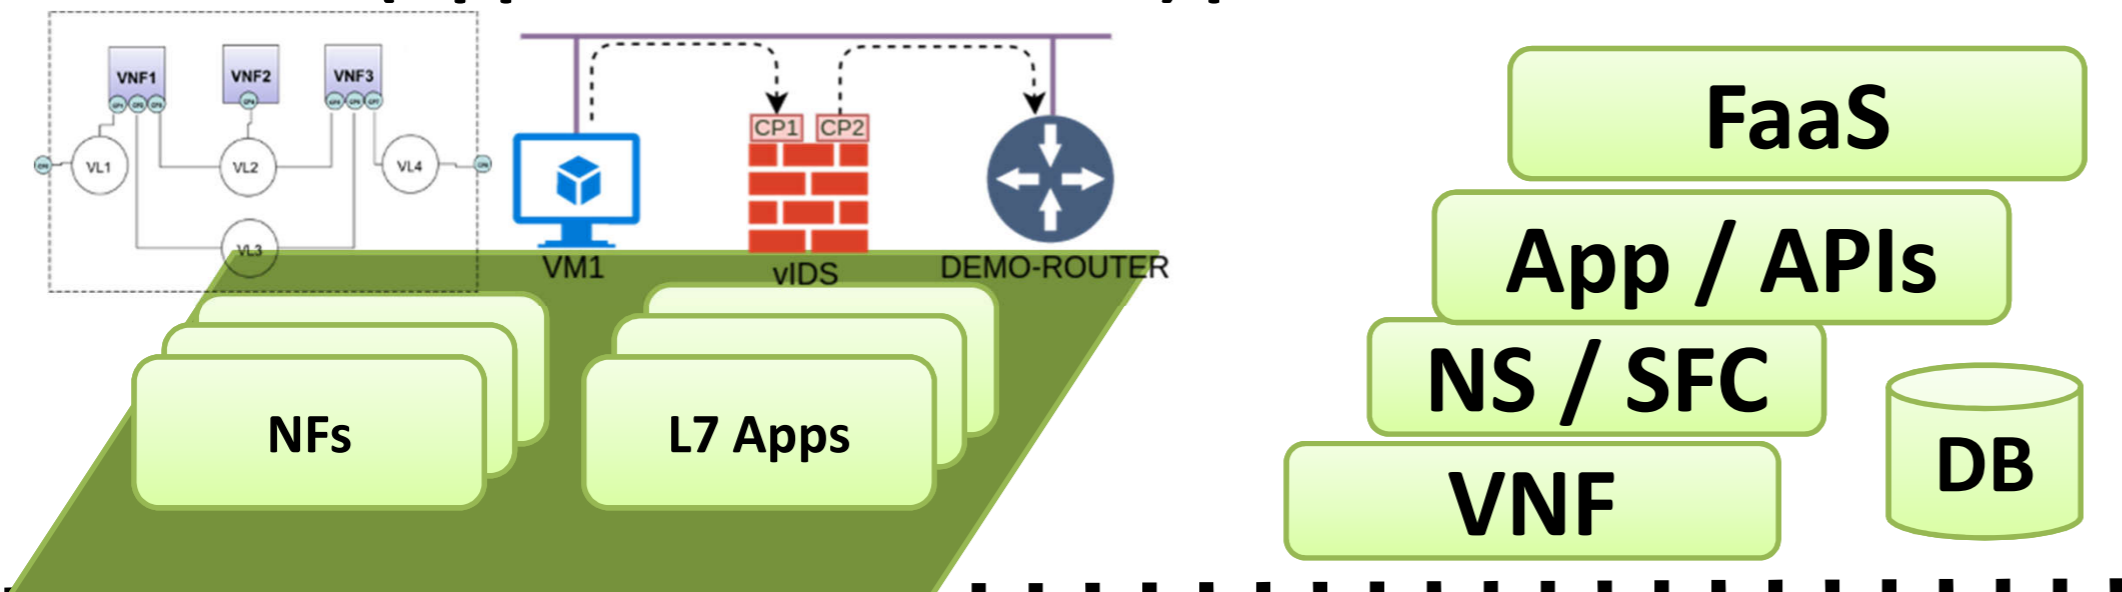 VNF1
VNF2
VNF3
VL1
VL2
VL4
VL3
CP1
CP2
VM1
vIDS
DEMO-ROUTER
NFs
L7 Apps
FaaS
App / APIs
NS / SFC
VNF
DB